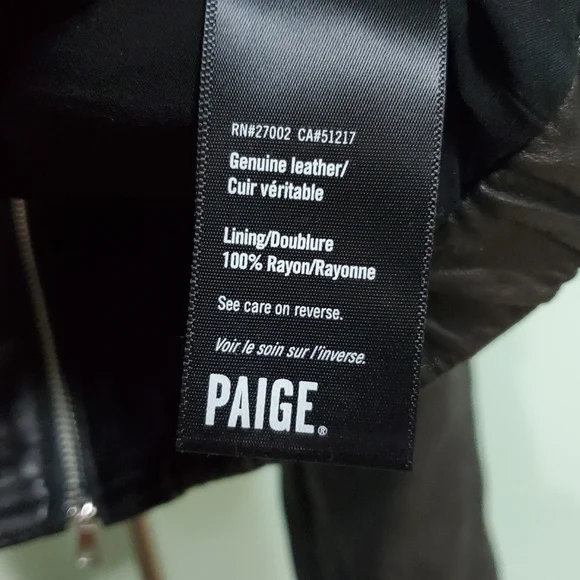 RN#27002 CA#51217
Genuine leather/
Cuir véritable
Lining/Doublure
100% Rayon/Rayonne
See care on reverse.
Voir le soin sur l'inverse.
PAIGE®